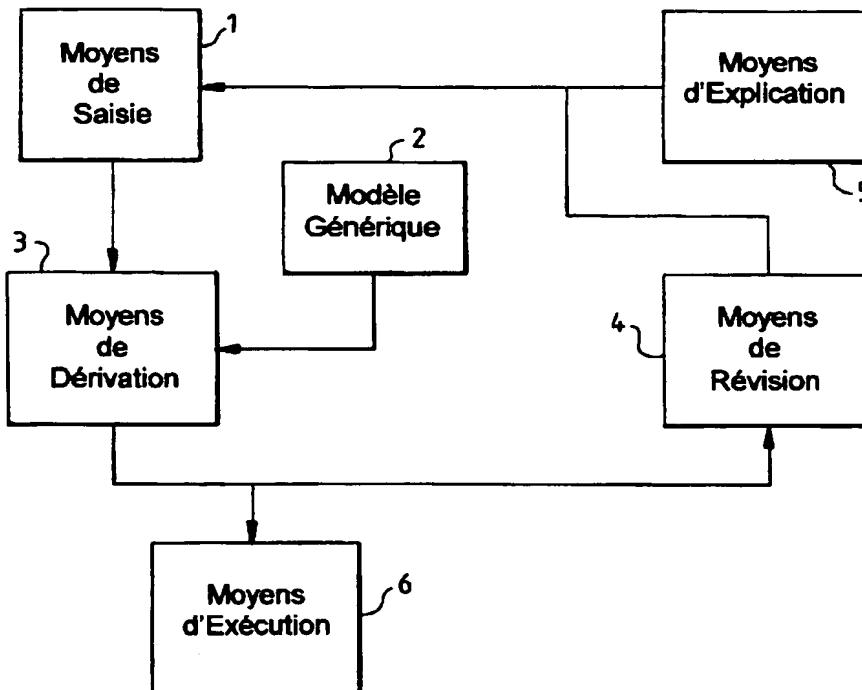 1
Moyens
de
Saisie
Moyens
d'Explication
5
2
Modèle
Générique
3
Moyens
de
Dérivation
4
Moyens
de
Révision
6
Moyens
d'Exécution